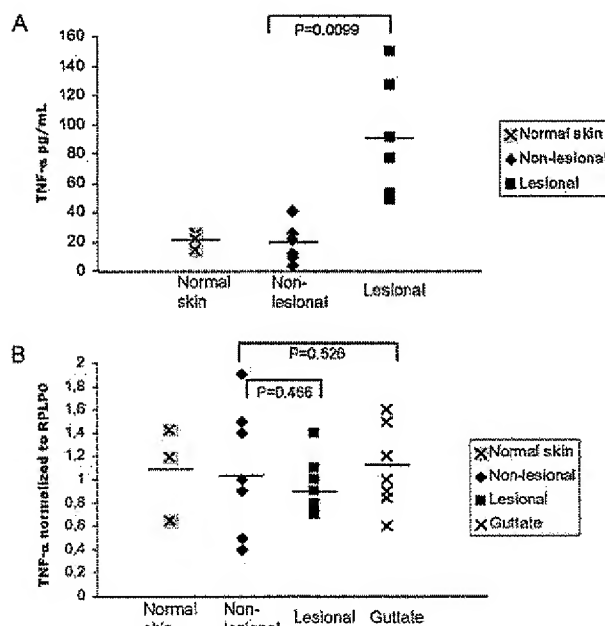 A
P=0.0099
160
140
120
100
80
60
40
20
0
TNF-α pg/mL
Normal skin
Non-lesional
Lesional
Normal
skin
Non-
lesional
Lesional
B
P=0.526
P=0.466
2
1,8
1,6
1,4
1,2
1
0,8
0,6
0,4
0,2
0
TNF-α normalized to RPLP0
Normal skin
Non-lesional
Lesional
Guttate
Normal
skin
Non-
lesional
Lesional
Guttate